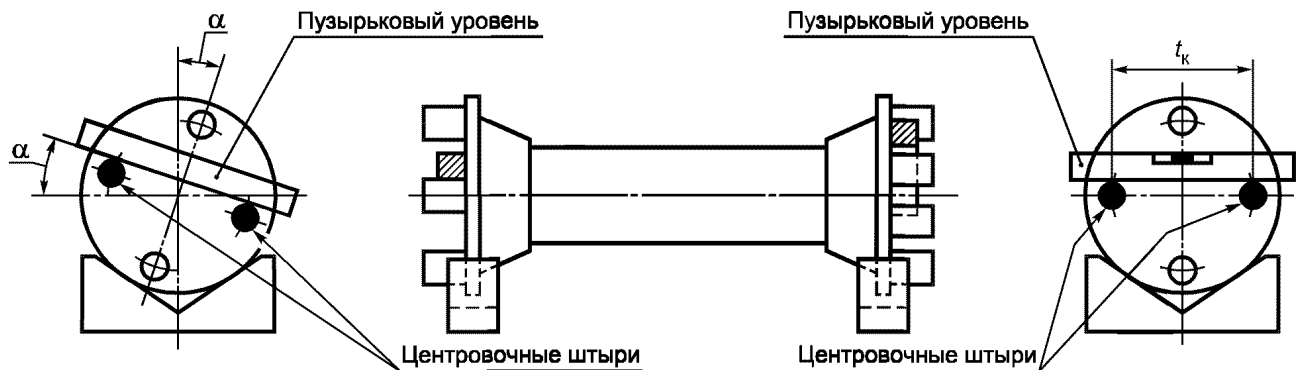 α
Пузырьковый уровень
Пузырьковый уровень
tк
α
Центровочные штыри
Центровочные штыри